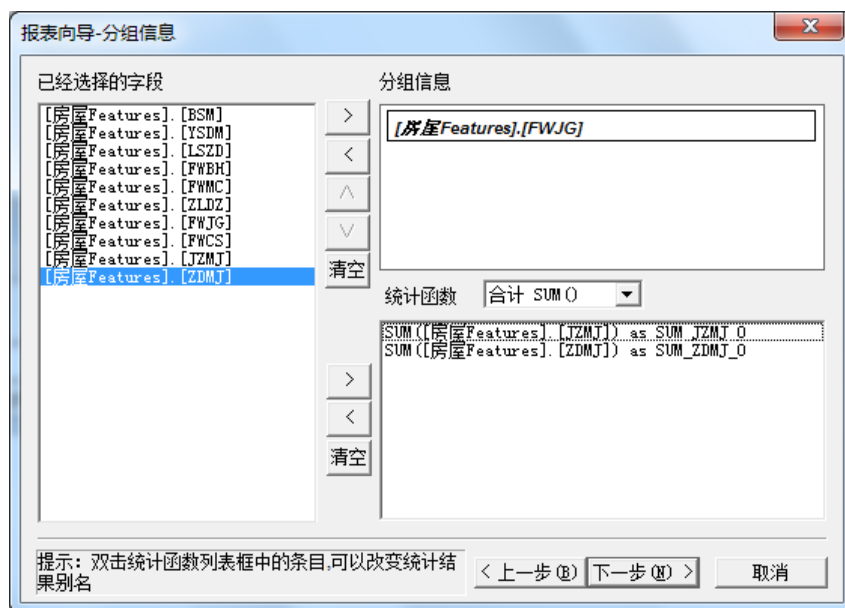 报表向导-分组信息
已经选择的字段
[房屋Features].[BSM]
[房屋Features].[YSDM]
[房屋Features].[LSZD]
[房屋Features].[FWBH]
[房屋Features].[FWMC]
[房屋Features].[ZLDZ]
[房屋Features].[FWJG]
[房屋Features].[FWCS]
[房屋Features].[JZMJ]
[房屋Features].[ZDMJ]
>
<
∧
∨
清空
>
<
清空
分组信息
[房屋Features].[FWJG]
统计函数 合计 SUM()
SUM([房屋Features].[JZMJ]) as SUM_JZMJ_0
SUM([房屋Features].[ZDMJ]) as SUM_ZDMJ_0
提示: 双击统计函数列表框中的条目,可以改变统计结
果别名
< 上一步(B) 下一步(N) > 取消